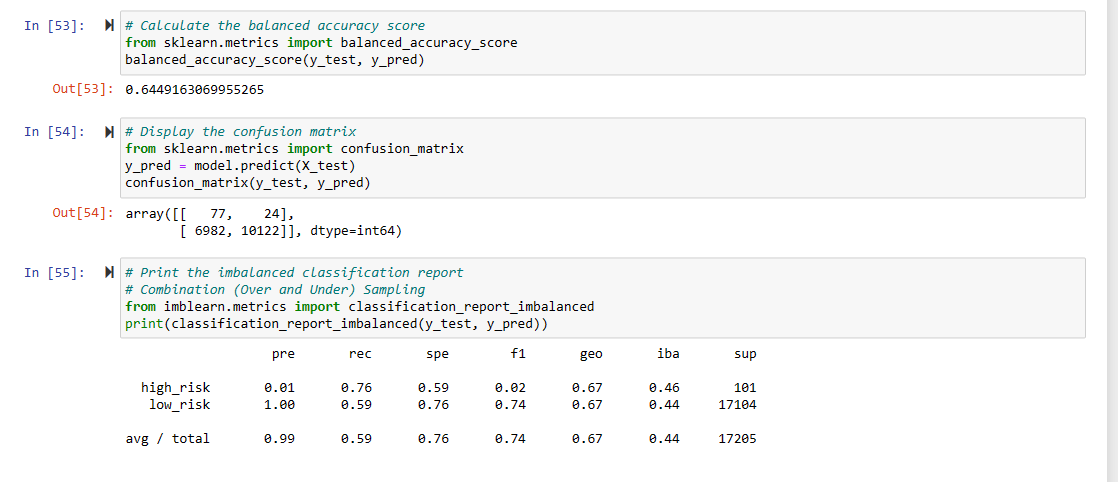 In [53]: # Calculate the balanced accuracy score
from sklearn.metrics import balanced_accuracy_score
balanced_accuracy_score(y_test, y_pred)
Out[53]: 0.6449163069955265
In [54]: # Display the confusion matrix
from sklearn.metrics import confusion_matrix
y_pred = model.predict(X_test)
confusion_matrix(y_test, y_pred)
Out[54]: array([[   77,    24],
       [ 6982, 10122]], dtype=int64)
In [55]: # Print the imbalanced classification report
# Combination (Over and Under) Sampling
from imblearn.metrics import classification_report_imbalanced
print(classification_report_imbalanced(y_test, y_pred))
pre rec spe f1 geo iba sup
high_risk 0.01 0.76 0.59 0.02 0.67 0.46 101
low_risk 1.00 0.59 0.76 0.74 0.67 0.44 17104
avg / total 0.99 0.59 0.76 0.74 0.67 0.44 17205